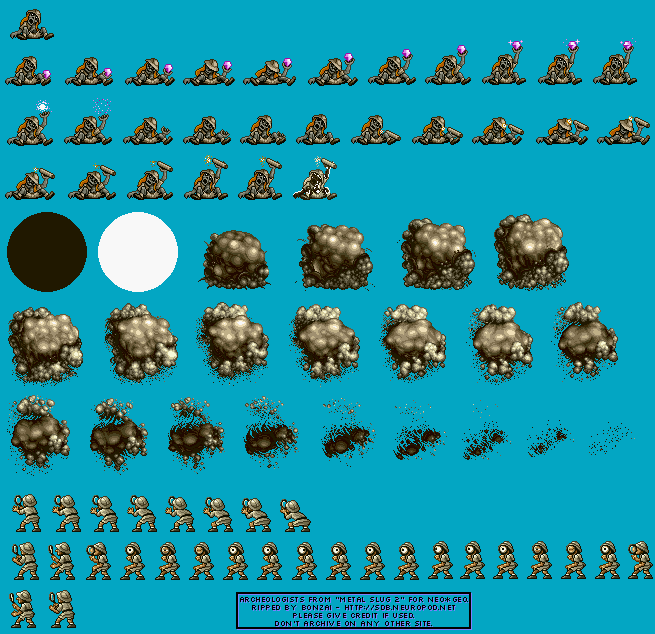 ARCHEOLOGISTS FROM "METAL SLUG 2" FOR NEO*GEO.
RIPPED BY BONZAI - HTTP://SDB.NEUROPOD.NET
PLEASE GIVE CREDIT IF USED.
DON'T ARCHIVE ON ANY OTHER SITE.